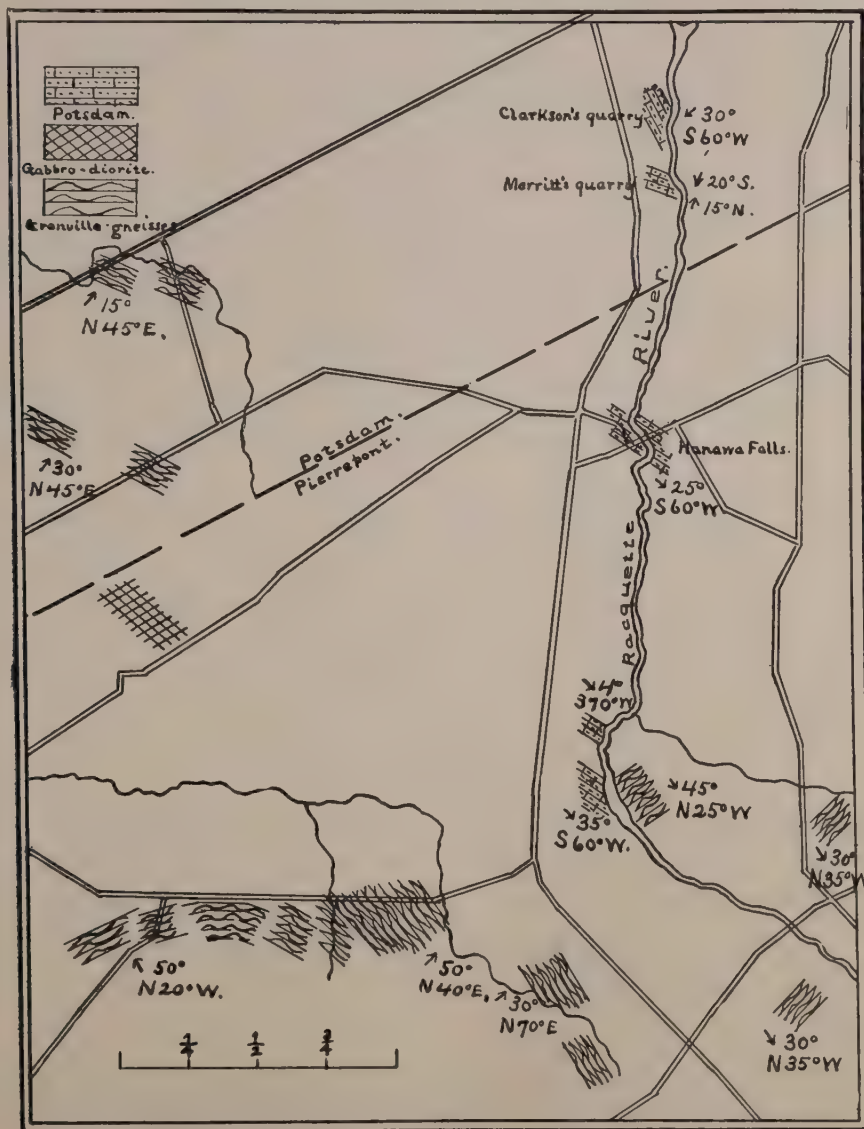 Potsdam.
Gabbro-diorite.
Grenville gneisses
Clarkson's quarry
30°
S60°W
Merritt's quarry
20° S.
15° N.
15°
N45°E.
River.
30°
N45°E
Potsdam.
Pierrepont.
Hanawa Falls.
25°
S60°W
Racquette
4°
370°W
45°
N25°W
35°
S60°W.
30°
N35°W
50°
N20°W.
50°
N40°E.
30°
N70°E
30°
N35°W
1/4
1/2
3/4